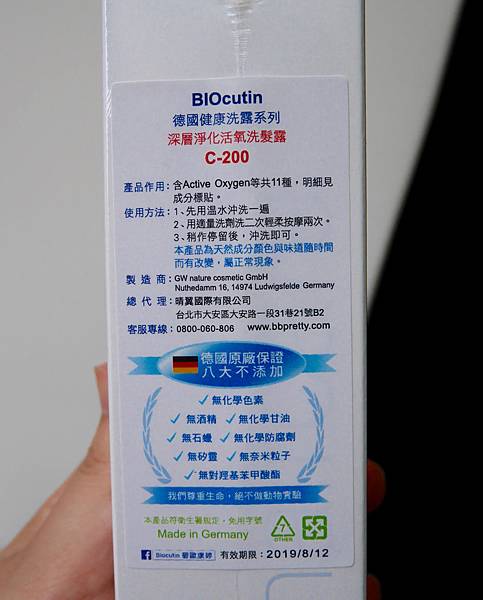 BIOcutin
德國健康洗露系列
深層淨化活氧洗髮露
C-200
產品作用：含Active Oxygen等共11種，明細見
成分標貼。
使用方法：1、先用溫水沖洗一遍
2、用適量洗劑洗二次輕柔按摩兩次。
3、稍作停留後，沖洗即可。
本產品為天然成分顏色與味道隨時間
而有改變，屬正常現象。
製 造 商：GW nature cosmetic GmbH
Nuthedamm 16, 14974 Ludwigsfelde Germany
總 代 理：晴翼國際有限公司
台北市大安區大安路一段31巷21號B2
客服專線：0800-060-806 www.bbpretty.com
德國原廠保證
八大不添加
✓無化學色素
✓無酒精 ✓無化學甘油
✓無石蠟 ✓無化學防腐劑
✓無矽靈 ✓無奈米粒子
✓無對羥基苯甲酸酯
我們尊重生命，絕不做動物實驗
本產品符衛生署規定，免用字號
Made in Germany
7
OTHER
f Biocutin 碧歐康婷 有效期限：2019/8/12